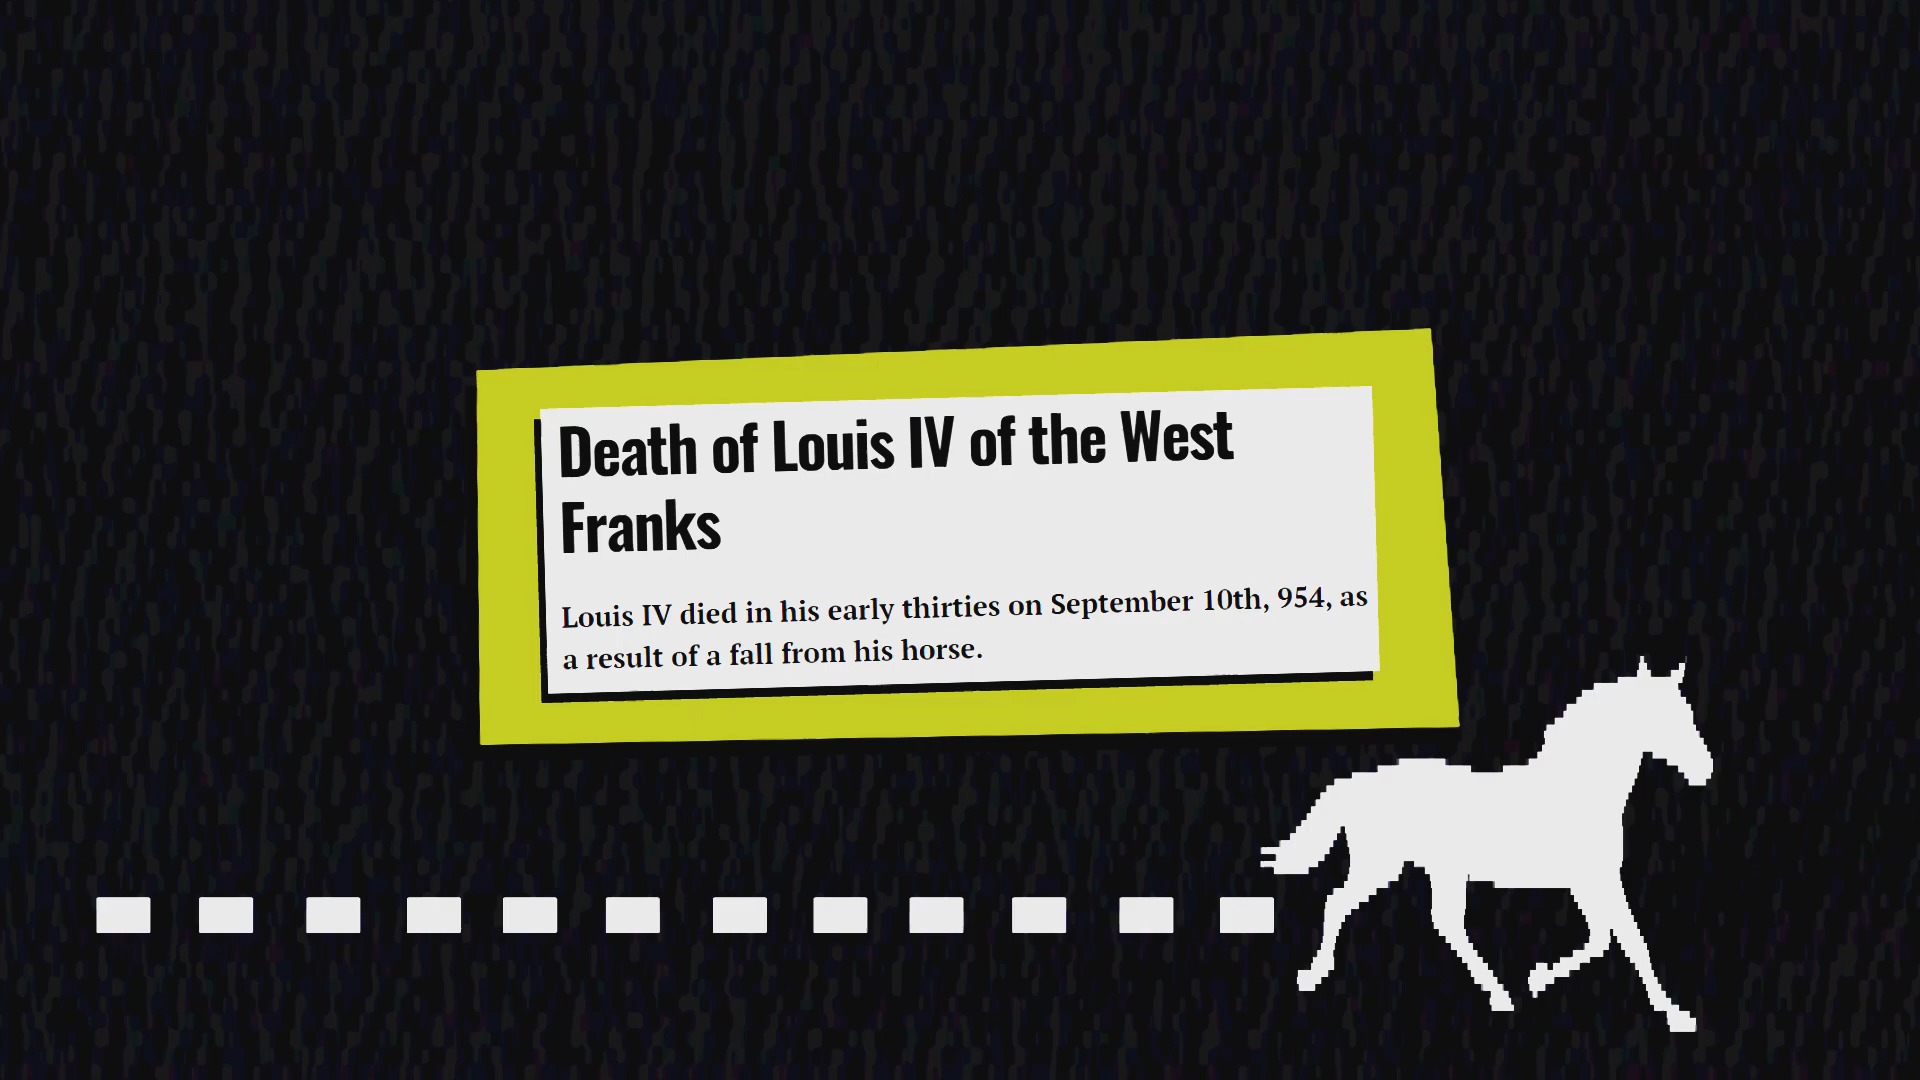 Death of Louis IV of the West
Franks
Louis IV died in his early thirties on September 10th, 954, as
a result of a fall from his horse.